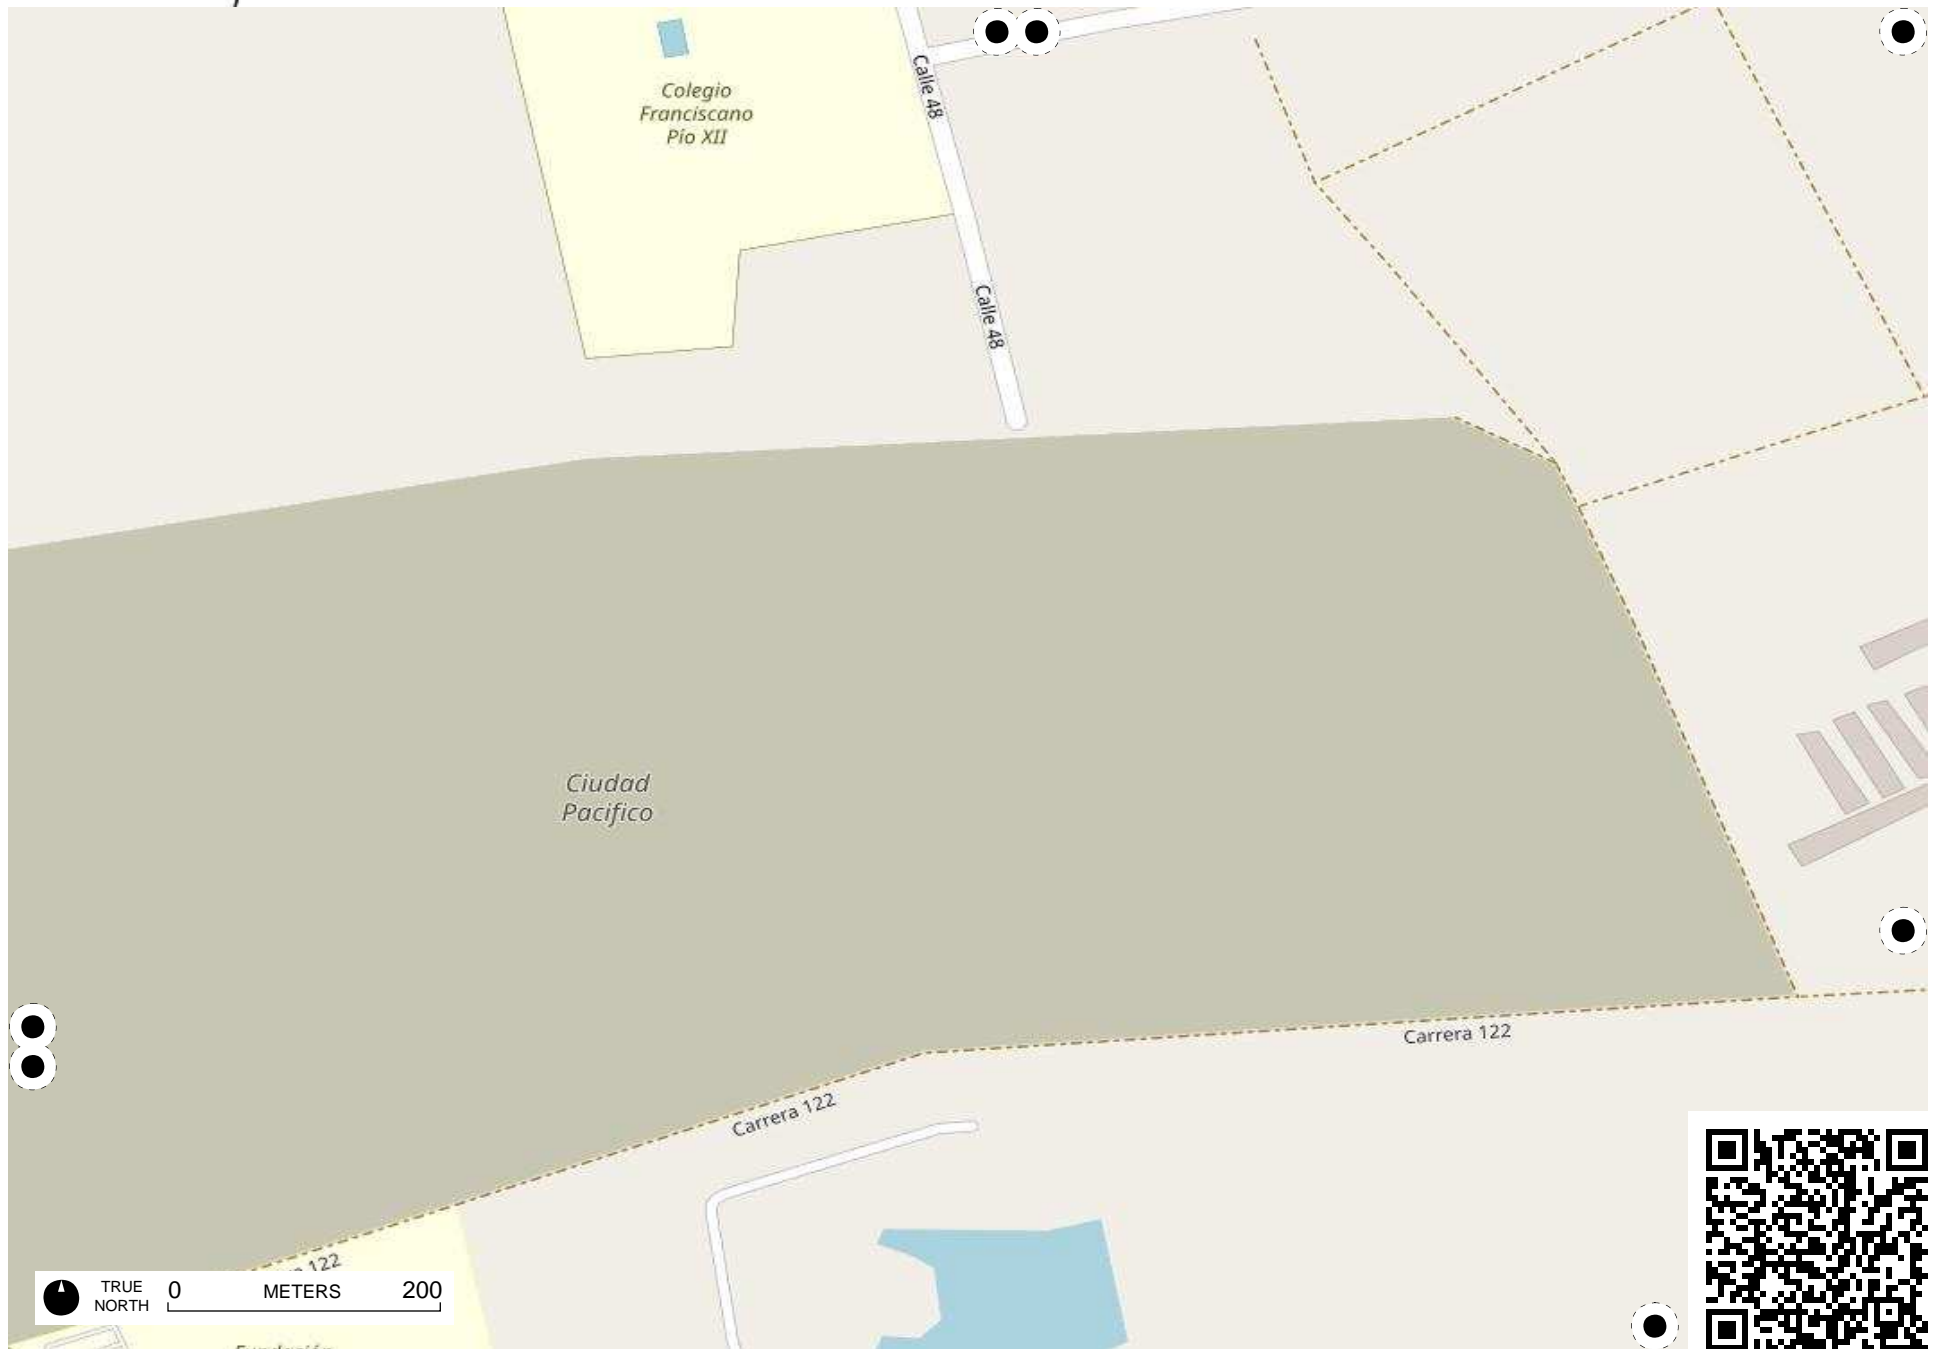 Colegio
Franciscano
Pío XII
Calle 48
Calle 48
Ciudad
Pacifico
Carrera 122
Carrera 122
122
TRUE
NORTH
0 METERS 200